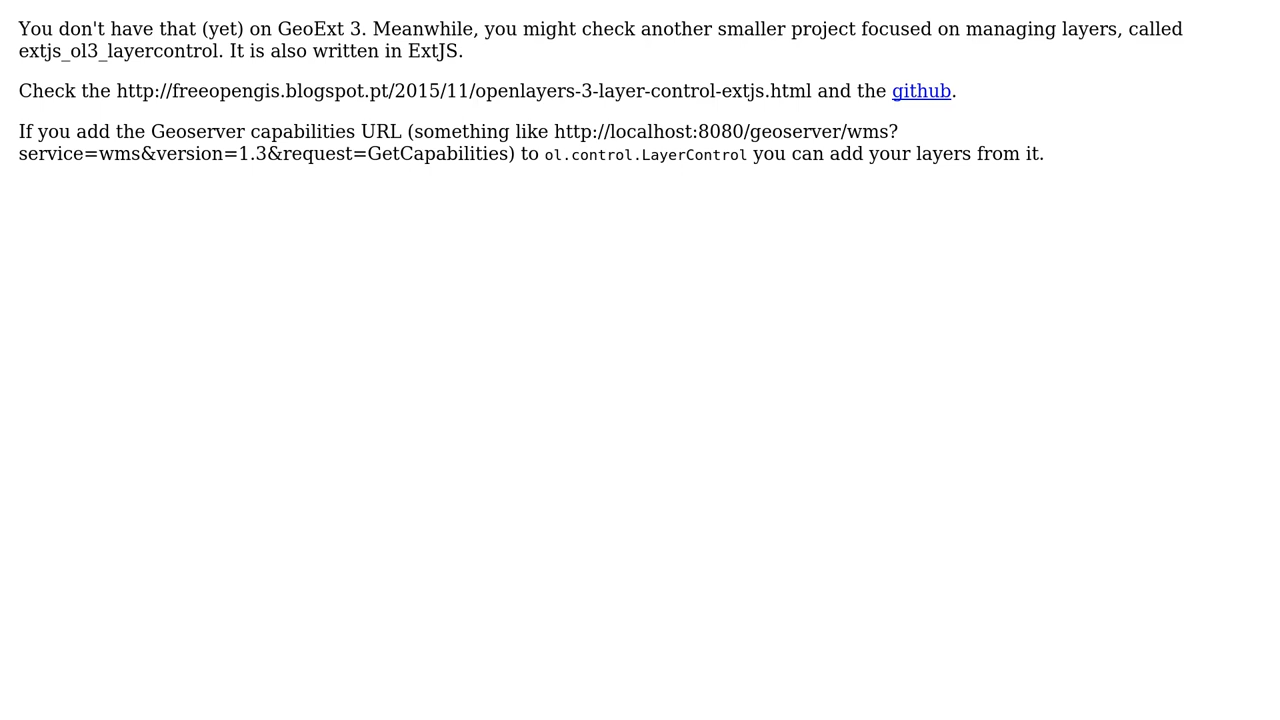 You don't have that (yet) on GeoExt 3. Meanwhile, you might check another smaller project focused on managing layers, called
extjs_ol3_layercontrol. It is also written in ExtJS.
Check the http://freeopengis.blogspot.pt/2015/11/openlayers-3-layer-control-extjs.html and the github.
If you add the Geoserver capabilities URL (something like http://localhost:8080/geoserver/wms?
service=wms&version=1.3&request=GetCapabilities) to ol.control.LayerControl you can add your layers from it.